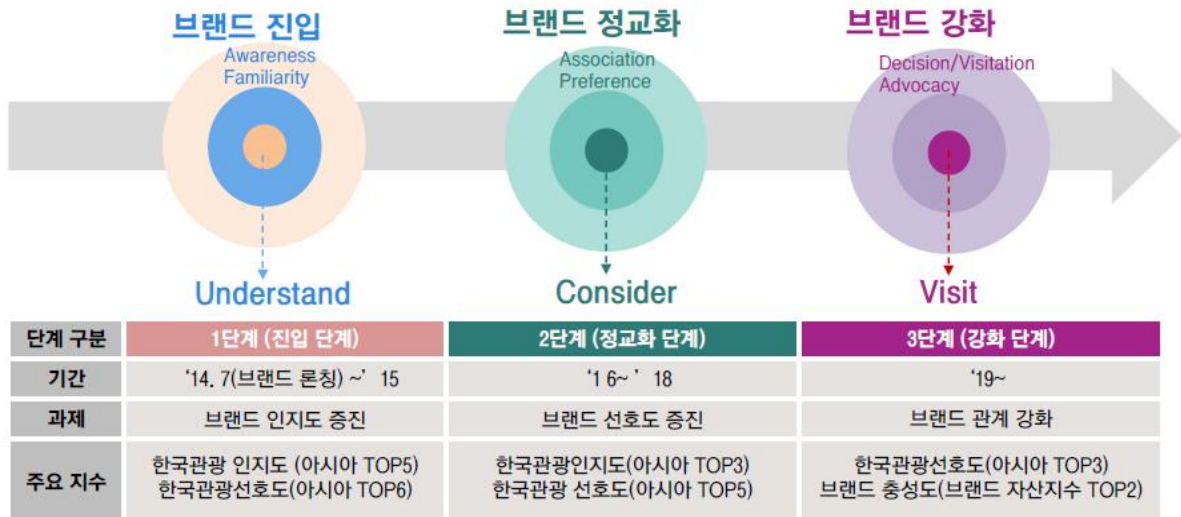 브랜드 진입
Awareness
Familiarity
브랜드 정교화
Association
Preference
브랜드 강화
Decision/Visitation
Advocacy
Understand
Consider
Visit
단계 구분
1단계 (진입 단계)
2단계 (정교화 단계)
3단계 (강화 단계)
기간
‘14. 7(브랜드 론칭) ~’ 15
‘1 6~ ’ 18
‘19~
과제
브랜드 인지도 증진
브랜드 선호도 증진
브랜드 관계 강화
주요 지수
한국관광 인지도 (아시아 TOP5)
한국관광선호도(아시아 TOP6)
한국관광인지도(아시아 TOP3)
한국관광 선호도(아시아 TOP5)
한국관광선호도(아시아 TOP3)
브랜드 충성도(브랜드 자산지수 TOP2)